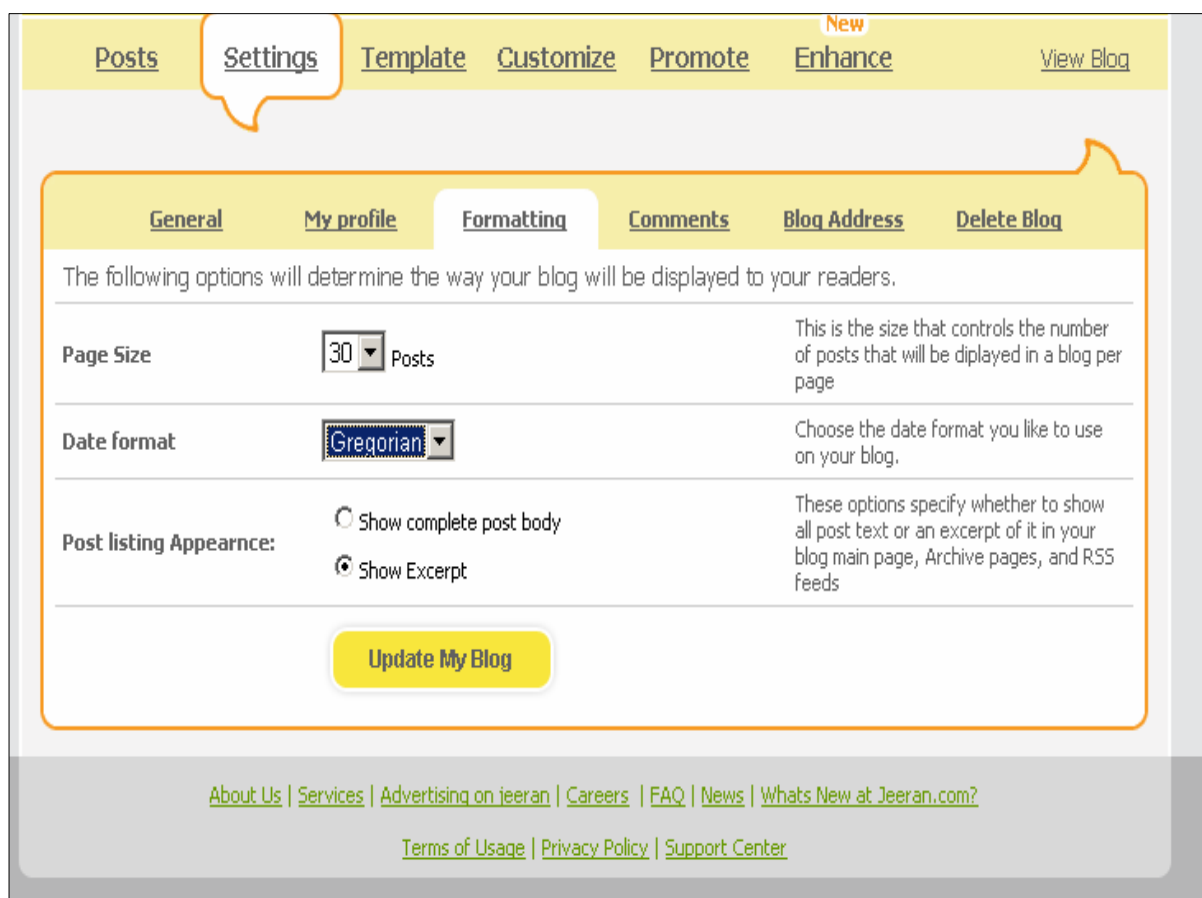 New
Posts Settings Template Customize Promote Enhance View Blog
General My profile Formatting Comments Blog Address Delete Blog
The following options will determine the way your blog will be displayed to your readers.
Page Size
30 Posts
This is the size that controls the number
of posts that will be diplayed in a blog per
page
Date format
Gregorian
Choose the date format you like to use
on your blog.
Post listing Appearnce:
Show complete post body
Show Excerpt
These options specify whether to show
all post text or an excerpt of it in your
blog main page, Archive pages, and RSS
feeds
Update My Blog
About Us | Services | Advertising on jeeran | Careers | FAQ | News | Whats New at Jeeran.com?
Terms of Usage | Privacy Policy | Support Center